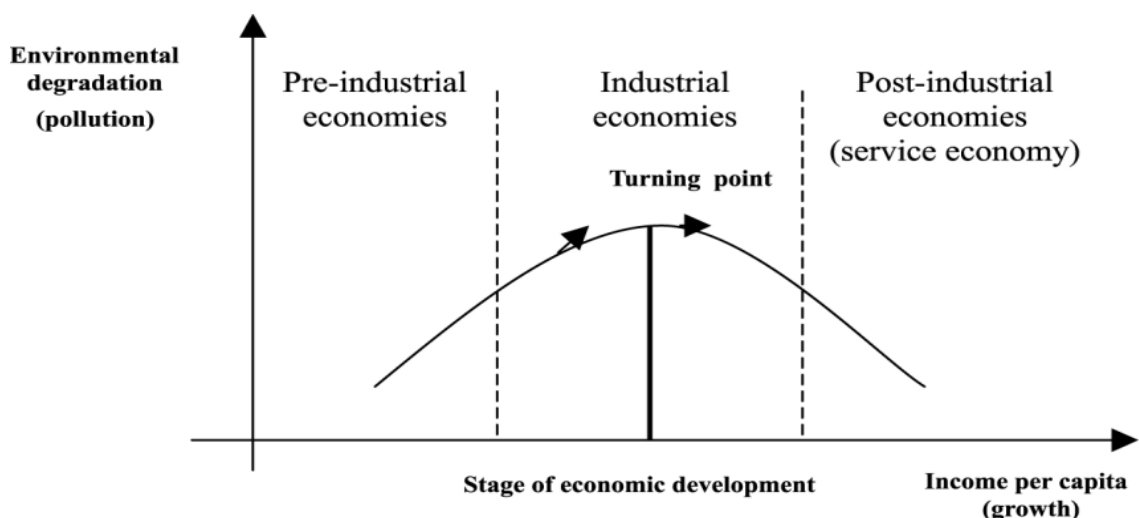 Environmental
degradation
(pollution)
Pre-industrial
economies
Industrial
economies
Post-industrial
economies
(service economy)
Turning point
Stage of economic development
Income per capita
(growth)